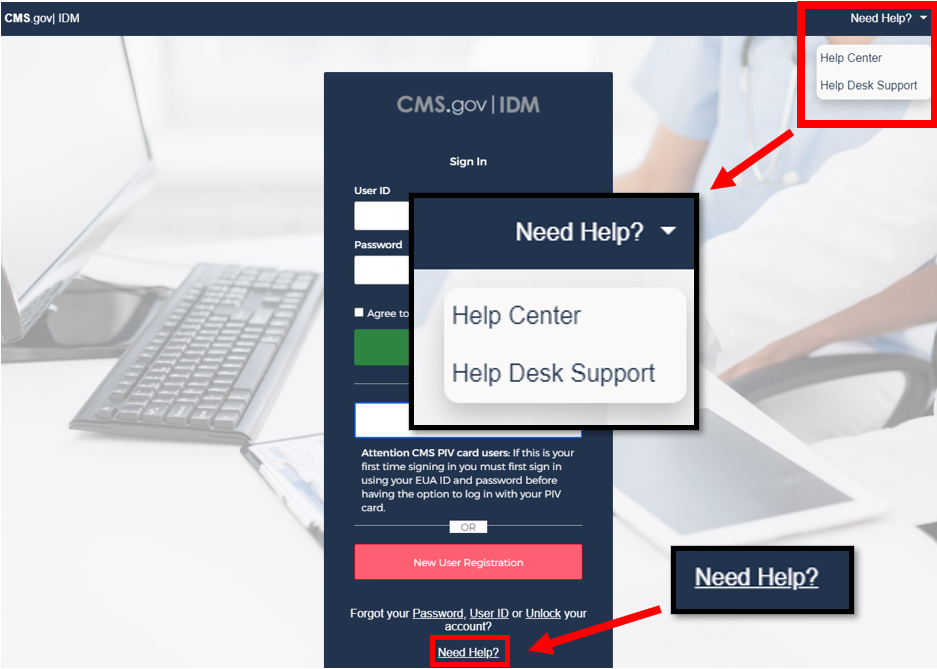 CMS.gov| IDM
Need Help?
Help Center
Help Desk Support
CMS.gov|IDM
Sign In
User ID
Need Help?
Password
Help Center
Agree to
Help Desk Support
Attention CMS PIV card users: If this is your
first time signing in you must first sign in
using your EUA ID and password before
having the option to log in with your PIV
card.
OR
New User Registration
Need Help?
Forgot your Password, User ID or Unlock your
account?
Need Help?